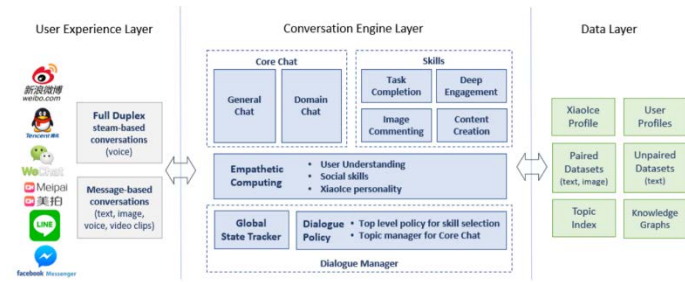 User Experience Layer
Conversation Engine Layer
Data Layer
新浪微博
weibo.com
Tencent 腾讯
WeChat
Meipai
美拍
LINE
facebook Messenger
Full Duplex
steam-based
conversations
(voice)
Message-based
conversations
(text, image,
voice, video clips)
Core Chat
General
Chat
Domain
Chat
Skills
Task
Completion
Deep
Engagement
Image
Commenting
Content
Creation
Empathetic
Computing
• User Understanding
• Social skills
• XiaoIce personality
Global
State Tracker
Dialogue
Policy
• Top level policy for skill selection
• Topic manager for Core Chat
Dialogue Manager
XiaoIce
Profile
User
Profiles
Paired
Datasets
(text, image)
Unpaired
Datasets
(text)
Topic
Index
Knowledge
Graphs